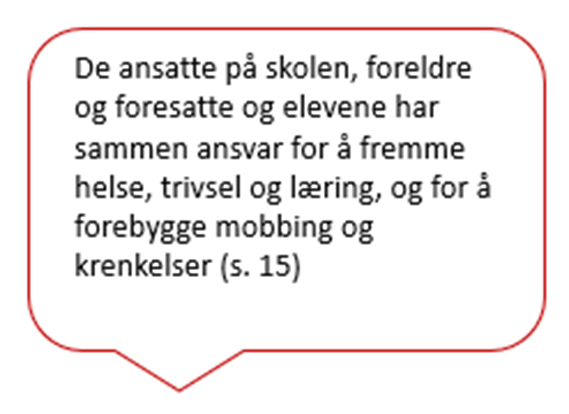 De ansatte på skolen, foreldre
og foresatte og elevene har
sammen ansvar for å fremme
helse, trivsel og læring, og for å
forebygge mobbing og
krenkelser (s. 15)